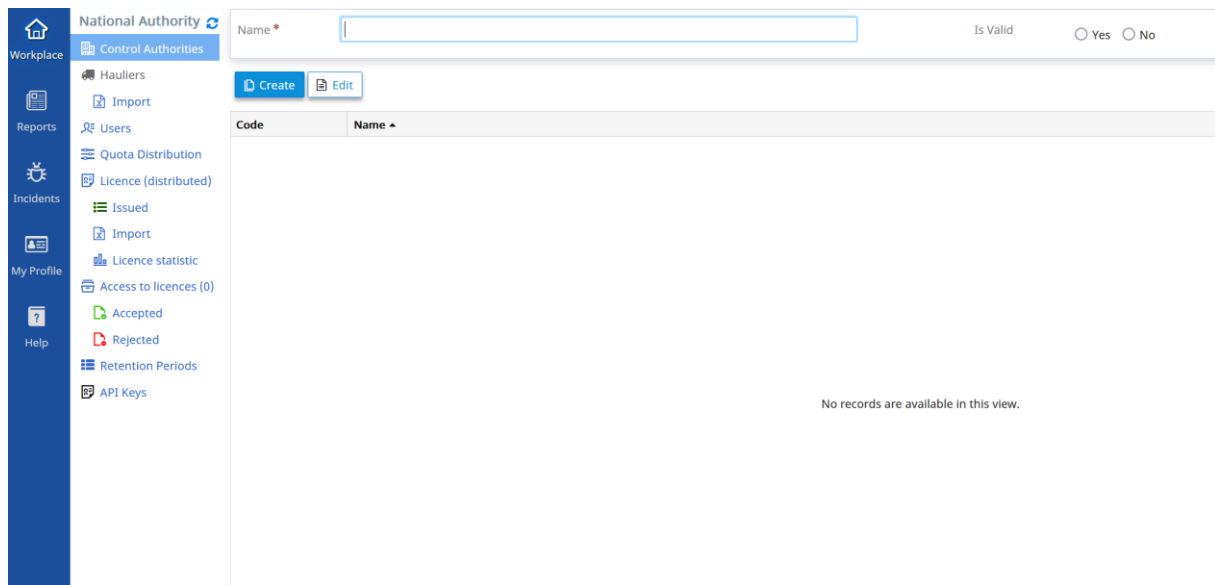 Workplace
Reports
Incidents
My Profile
Help
National Authority
Control Authorities
Hauliers
Import
Users
Quota Distribution
Licence (distributed)
Issued
Import
Licence statistic
Access to licences (0)
Accepted
Rejected
Retention Periods
API Keys
Name * Is Valid Yes No
Create Edit
Code Name
No records are available in this view.